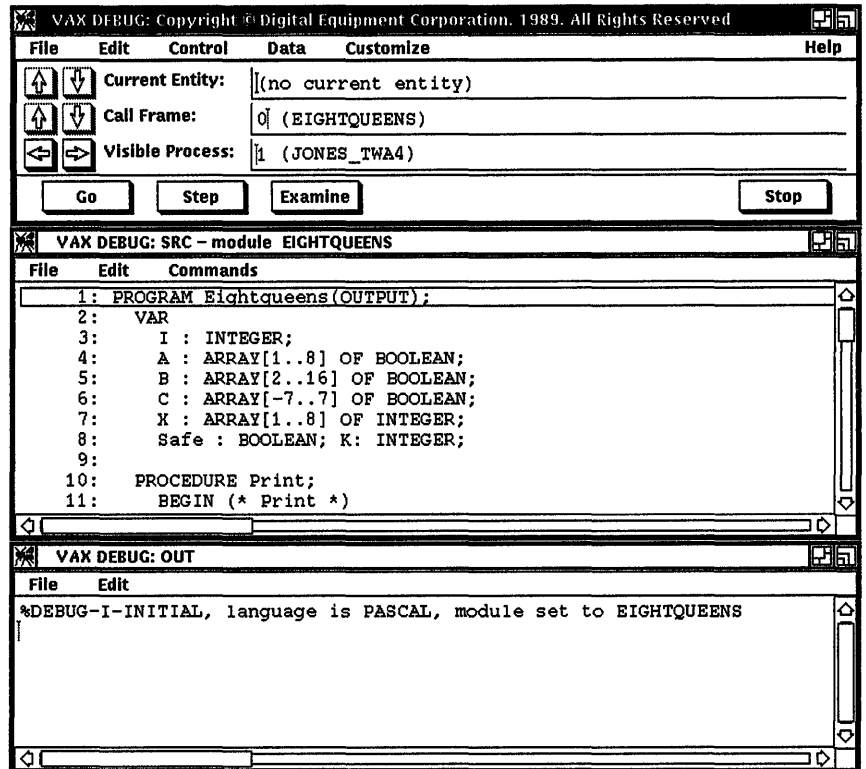 VAX DEBUG: Copyright © Digital Equipment Corporation. 1989. All Rights Reserved
File Edit Control Data Customize Help
Current Entity: (no current entity)
Call Frame: 0 (EIGHTQUEENS)
Visible Process: 1 (JONES_TWA4)
Go Step Examine Stop
VAX DEBUG: SRC – module EIGHTQUEENS
File Edit Commands
1: PROGRAM Eightqueens(OUTPUT);
2: VAR
3: I : INTEGER;
4: A : ARRAY[1..8] OF BOOLEAN;
5: B : ARRAY[2..16] OF BOOLEAN;
6: C : ARRAY[-7..7] OF BOOLEAN;
7: X : ARRAY[1..8] OF INTEGER;
8: Safe : BOOLEAN; K: INTEGER;
9:
10: PROCEDURE Print;
11: BEGIN (* Print *)
VAX DEBUG: OUT
File Edit
%DEBUG-I-INITIAL, language is PASCAL, module set to EIGHTQUEENS